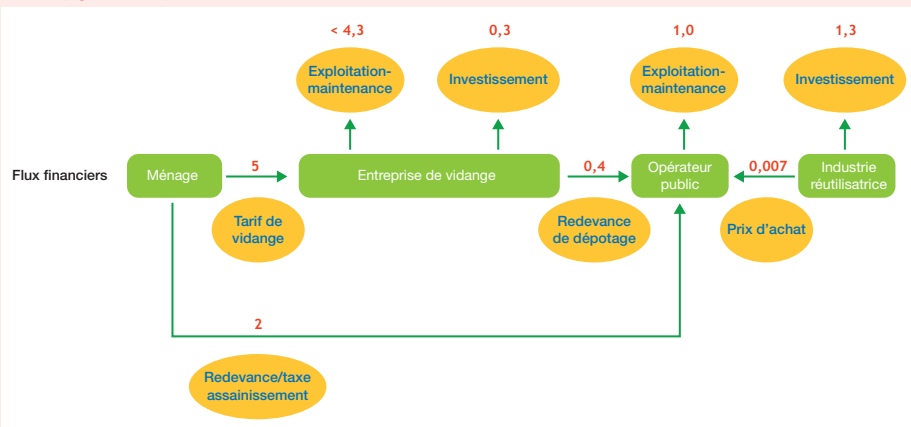 < 4,3
0,3
1,0
1,3
Exploitation-
maintenance
Investissement
Exploitation-
maintenance
Investissement
Flux financiers
Ménage
5
Entreprise de vidange
0,4
Opérateur
public
0,007
Industrie
réutilisatrice
Tarif de
vidange
Redevance
de dépotage
Prix d'achat
2
Redevance/taxe
assainissement